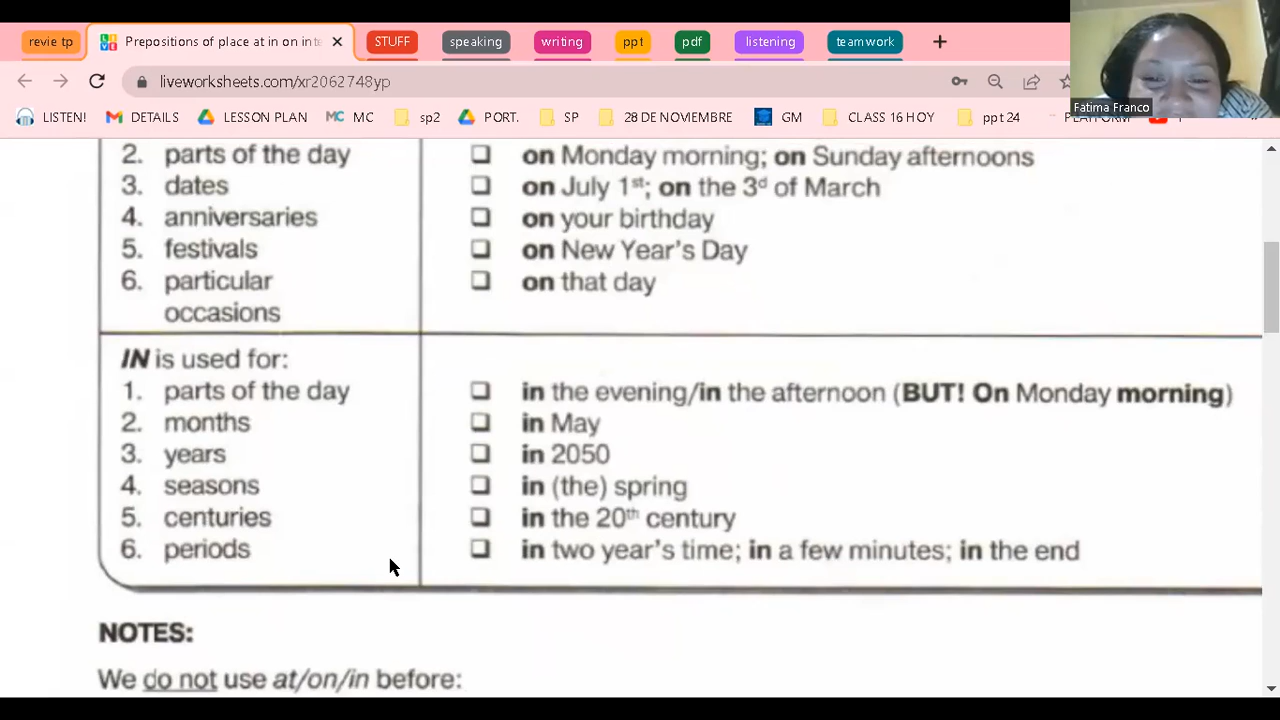 revie tp
Prepositions of place at in on inte
STUFF
speaking
writing
ppt
pdf
listening
teamwork
liveworksheets.com/xr2062748yp
Fatima Franco
LISTEN!
DETAILS
LESSON PLAN
MC
MC
sp2
PORT.
SP
28 DE NOVIEMBRE
GM
CLASS 16 HOY
ppt 24
2. parts of the day
on Monday morning; on Sunday afternoons
3. dates
on July 1st; on the 3d of March
4. anniversaries
on your birthday
5. festivals
on New Year's Day
6. particular
on that day
occasions
IN is used for:
1. parts of the day
in the evening/in the afternoon (BUT! On Monday morning)
2. months
in May
3. years
in 2050
4. seasons
in (the) spring
5. centuries
in the 20th century
6. periods
in two year's time; in a few minutes; in the end
NOTES:
We do not use at/on/in before: